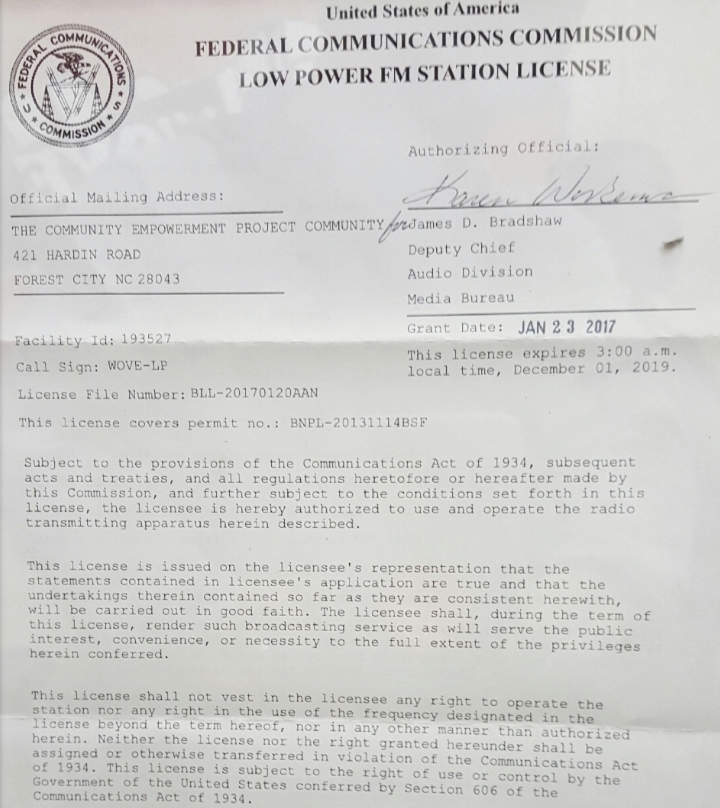 United States of America
FEDERAL COMMUNICATIONS COMMISSION
LOW POWER FM STATION LICENSE
FEDERAL COMMUNICATIONS COMMISSION
U S
Authorizing Official:
Official Mailing Address:
Karen Workeman
THE COMMUNITY EMPOWERMENT PROJECT COMMUNITY
for James D. Bradshaw
421 HARDIN ROAD
Deputy Chief
FOREST CITY NC 28043
Audio Division
Media Bureau
Grant Date: JAN 23 2017
Facility Id: 193527
This license expires 3:00 a.m.
local time, December 01, 2019.
Call Sign: WOVE-LP
License File Number: BLL-20170120AAN
This license covers permit no.: BNPL-20131114BSF
Subject to the provisions of the Communications Act of 1934, subsequent
acts and treaties, and all regulations heretofore or hereafter made by
this Commission, and further subject to the conditions set forth in this
license, the licensee is hereby authorized to use and operate the radio
transmitting apparatus herein described.
This license is issued on the licensee's representation that the
statements contained in licensee's application are true and that the
undertakings therein contained so far as they are consistent herewith,
will be carried out in good faith. The licensee shall, during the term of
this license, render such broadcasting service as will serve the public
interest, convenience, or necessity to the full extent of the privileges
herein conferred.
This license shall not vest in the licensee any right to operate the
station nor any right in the use of the frequency designated in the
license beyond the term hereof, nor in any other manner than authorized
herein. Neither the license nor the right granted hereunder shall be
assigned or otherwise transferred in violation of the Communications Act
of 1934. This license is subject to the right of use or control by the
Government of the United States conferred by Section 606 of the
Communications Act of 1934.